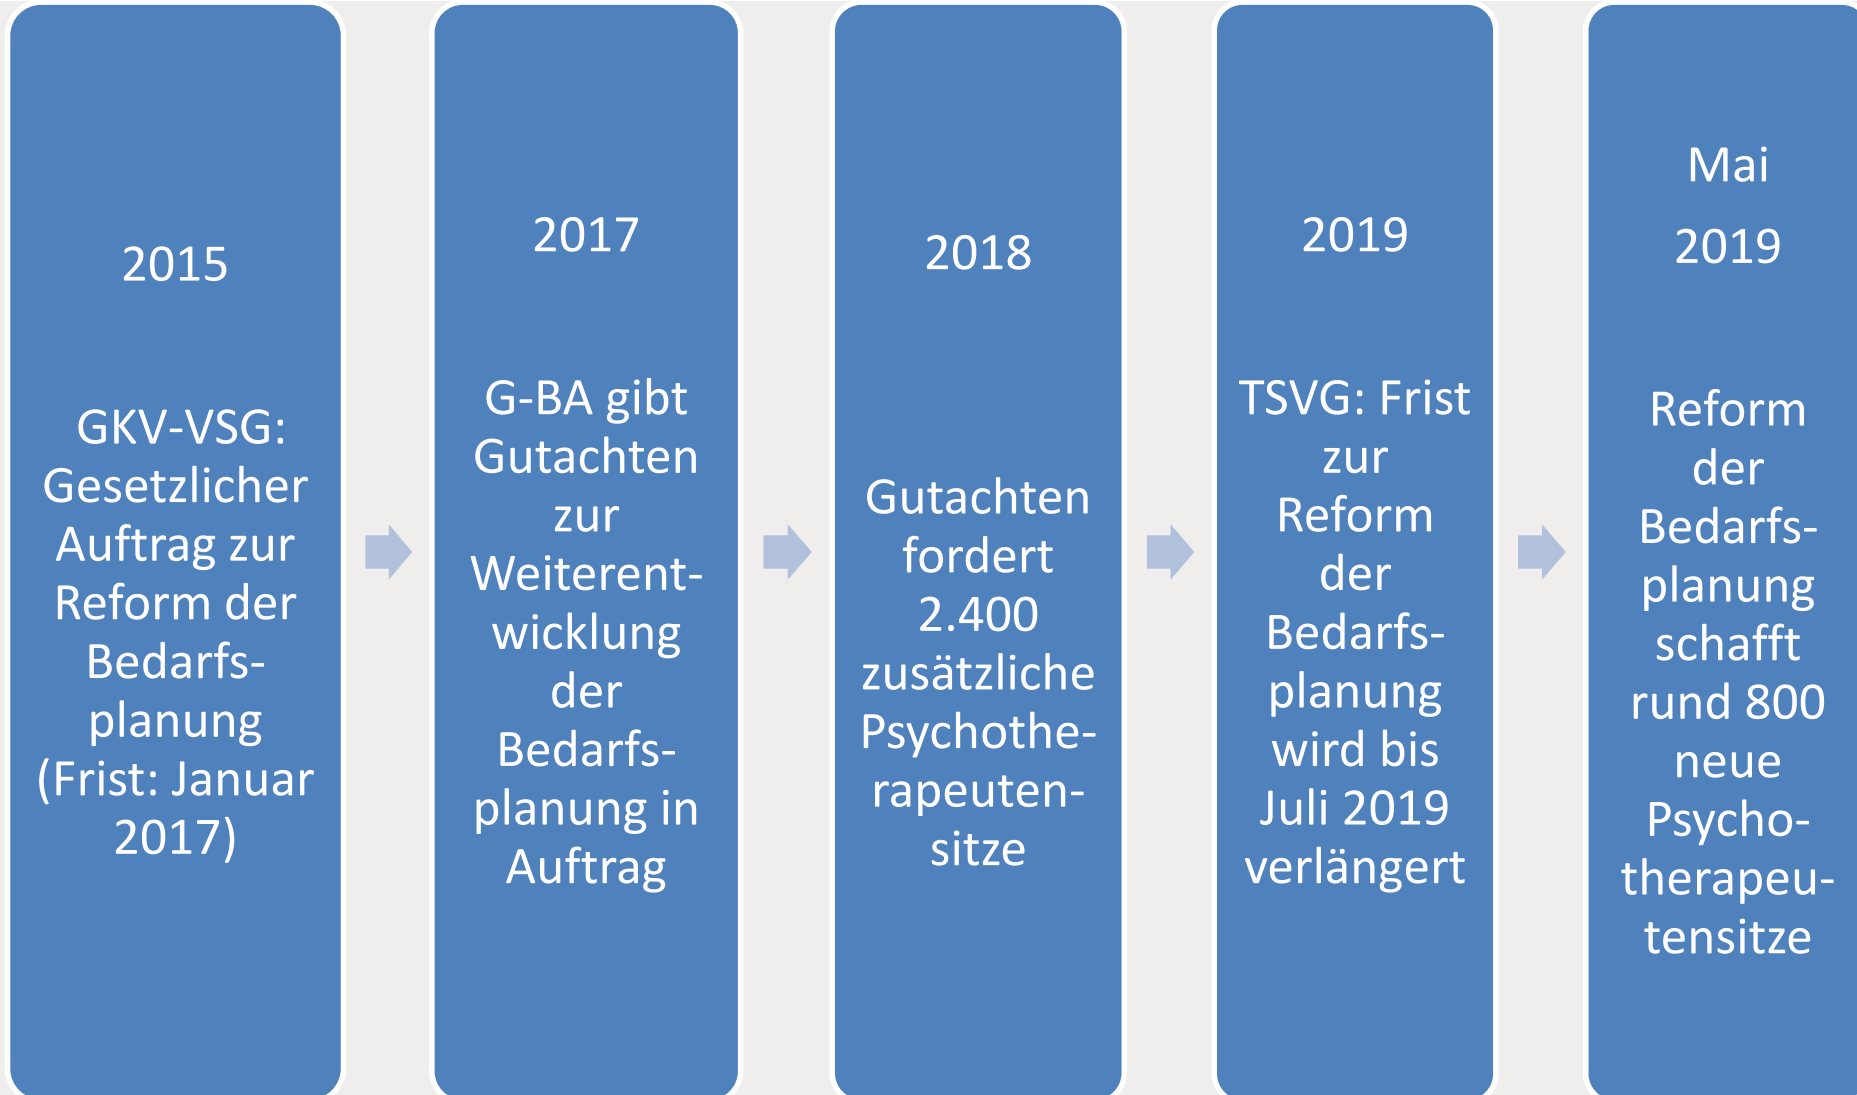 2015
GKV-VSG:
Gesetzlicher
Auftrag zur
Reform der
Bedarfs-
planung
(Frist: Januar
2017)
2017
G-BA gibt
Gutachten
zur
Weiterent-
wicklung
der
Bedarfs-
planung in
Auftrag
2018
Gutachten
fordert
2.400
zusätzliche
Psychothe-
rapeuten-
sitze
2019
TSVG: Frist
zur
Reform
der
Bedarfs-
planung
wird bis
Juli 2019
verlängert
Mai
2019
Reform
der
Bedarfs-
planung
schafft
rund 800
neue
Psycho-
therapeu-
tensitze